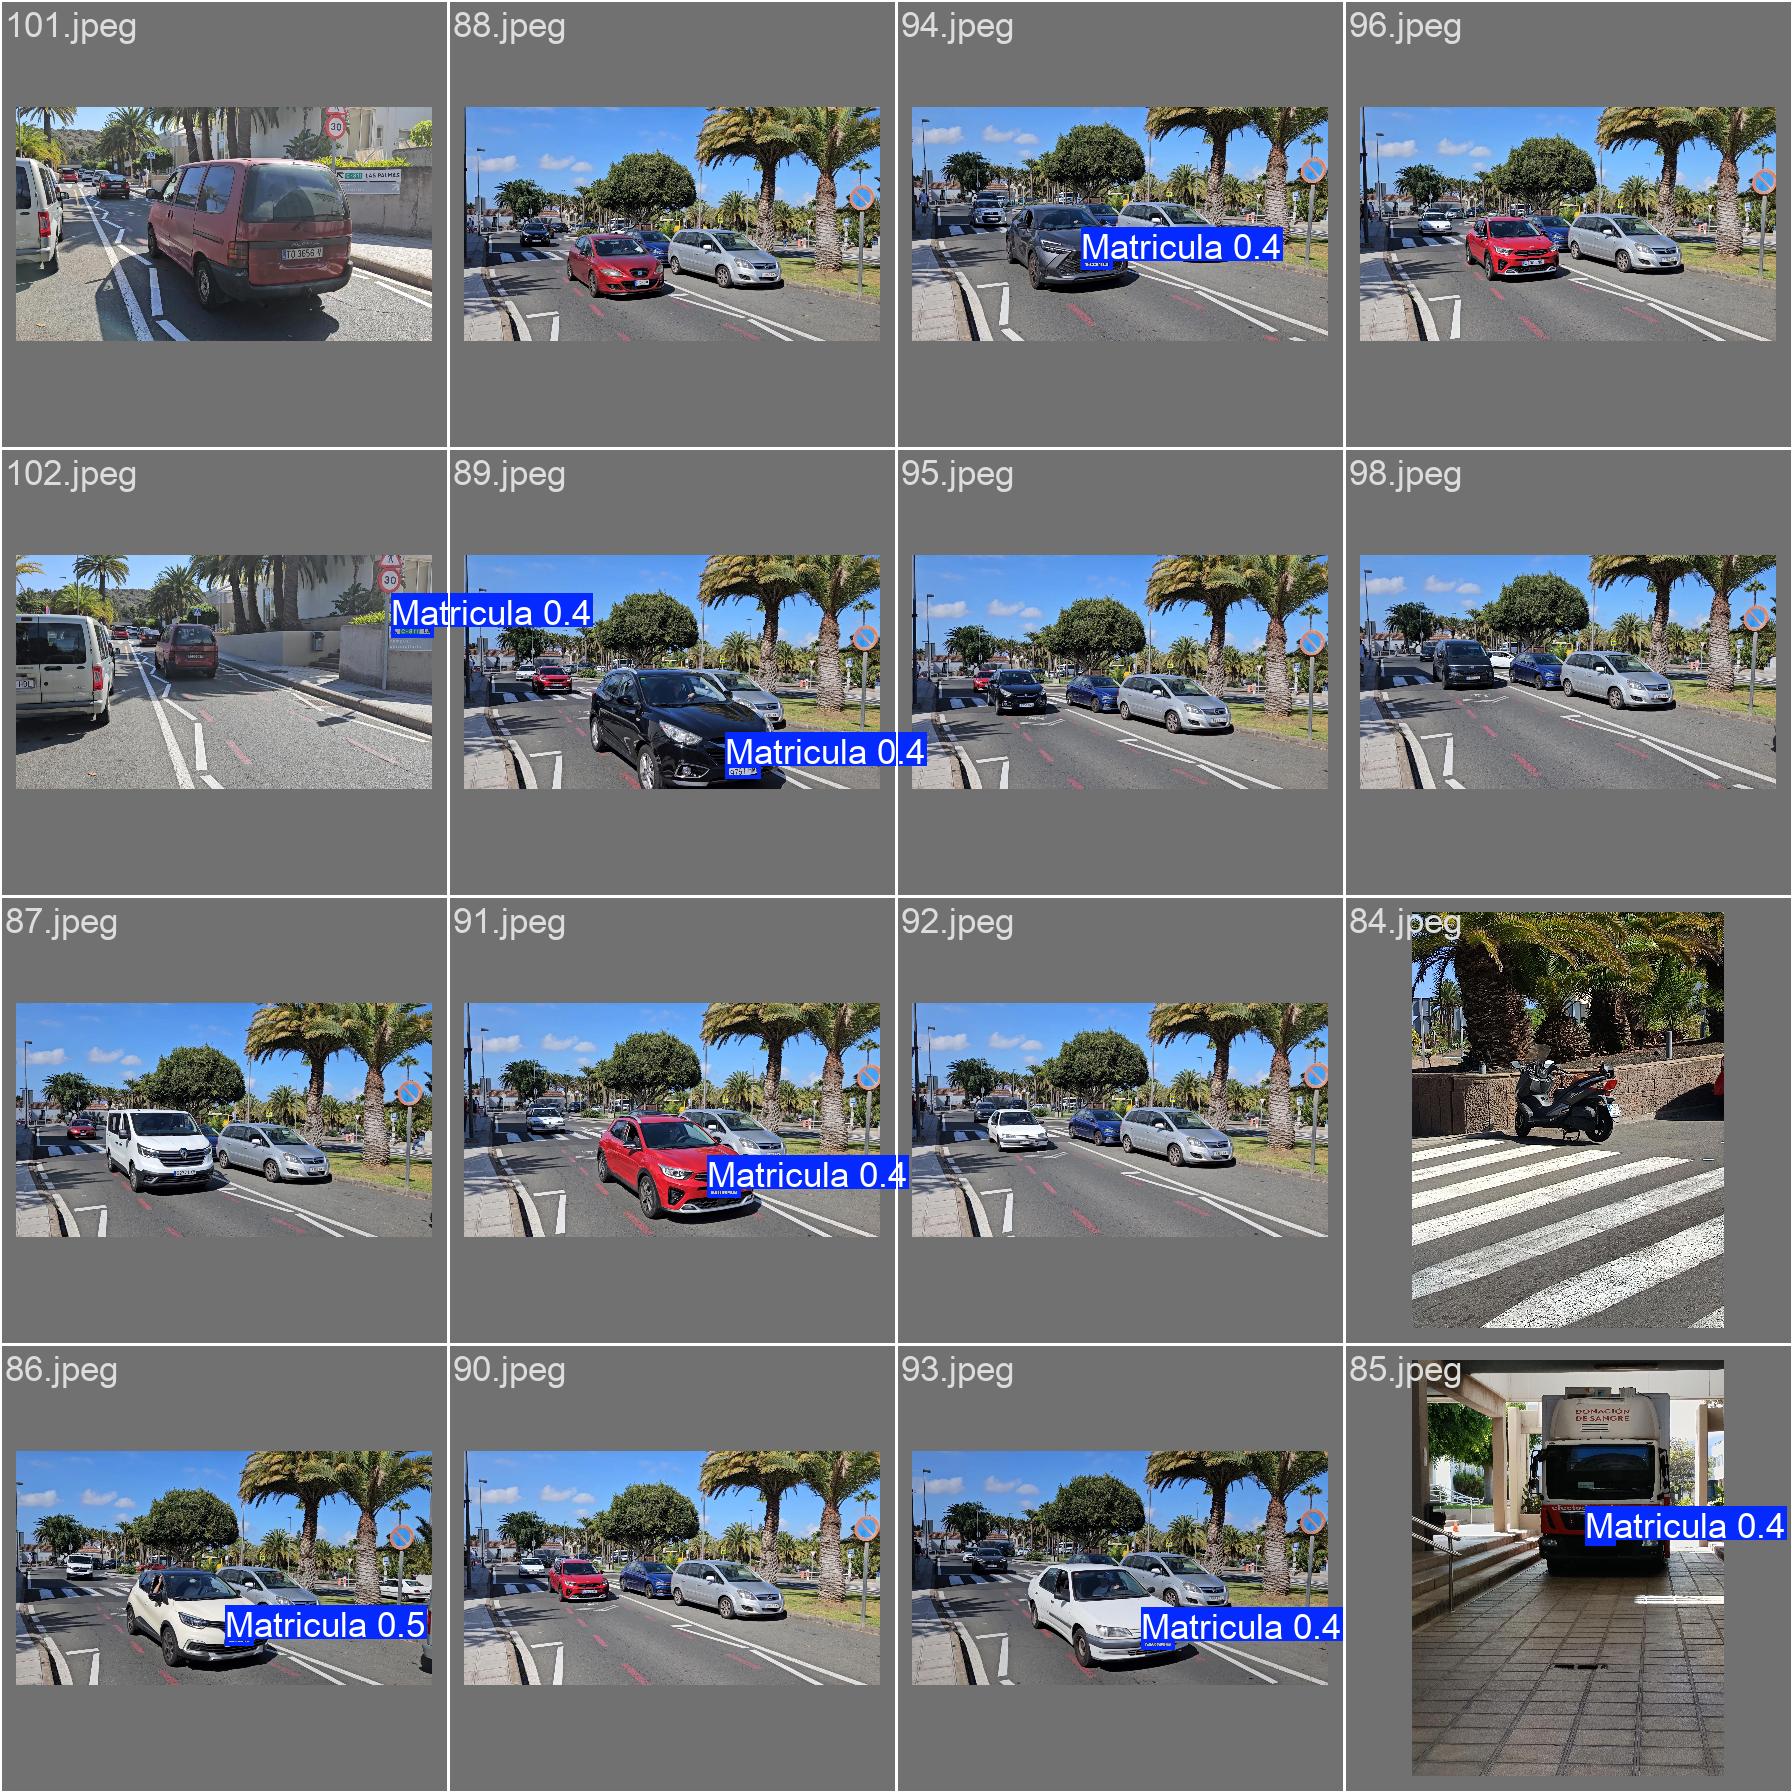 101.jpeg
88.jpeg
94.jpeg
96.jpeg
30
LAS PALMAS
TO 3656 V
Matricula 0.4
102.jpeg
89.jpeg
95.jpeg
98.jpeg
30
Matricula 0.4
Matricula 0.4
87.jpeg
91.jpeg
92.jpeg
84.jpeg
Matricula 0.4
86.jpeg
90.jpeg
93.jpeg
85.jpeg
DONACIÓN
DE SANGRE
Matricula 0.5
Matricula 0.4
Matricula 0.4